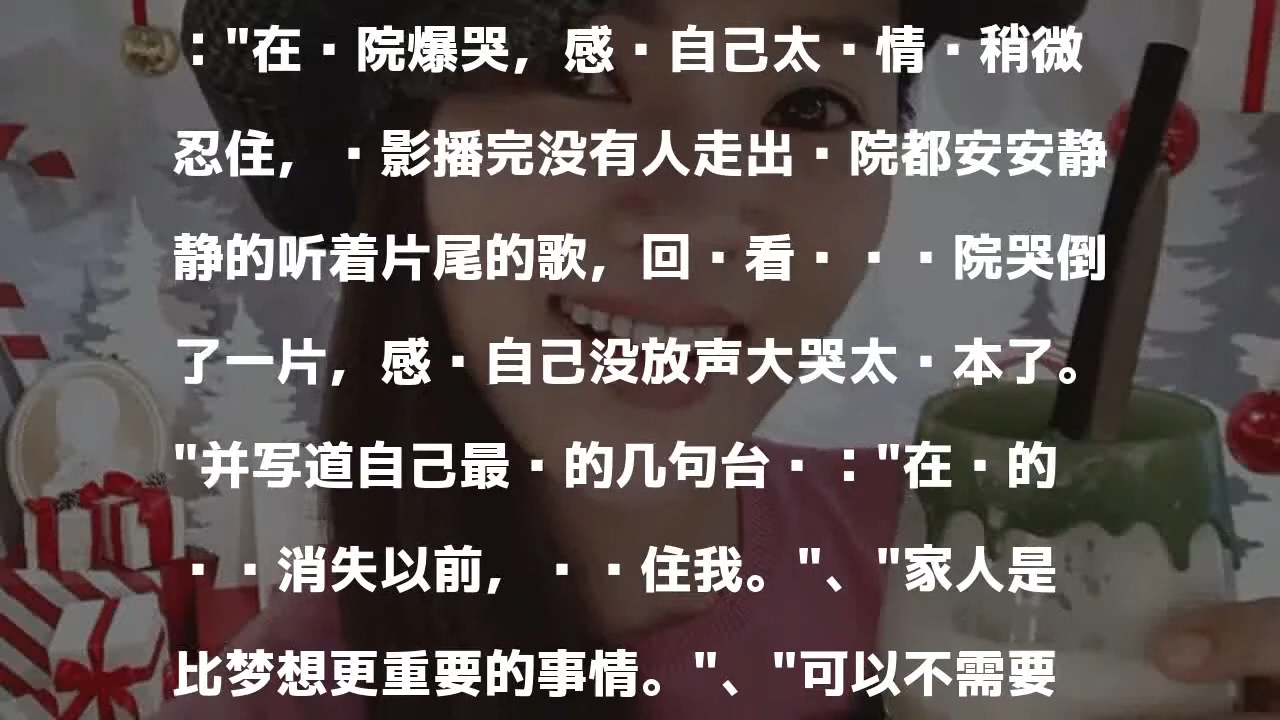 ："在·院爆哭，感·自己太·情·稍微
忍住，·影播完没有人走出·院都安安静
静的听着片尾的歌，回·看···院哭倒
了一片，感·自己没放声大哭太·本了。
"并写道自己最·的几句台·："在·的
··消失以前，··住我。"、"家人是
比梦想更重要的事情。"、"可以不需要